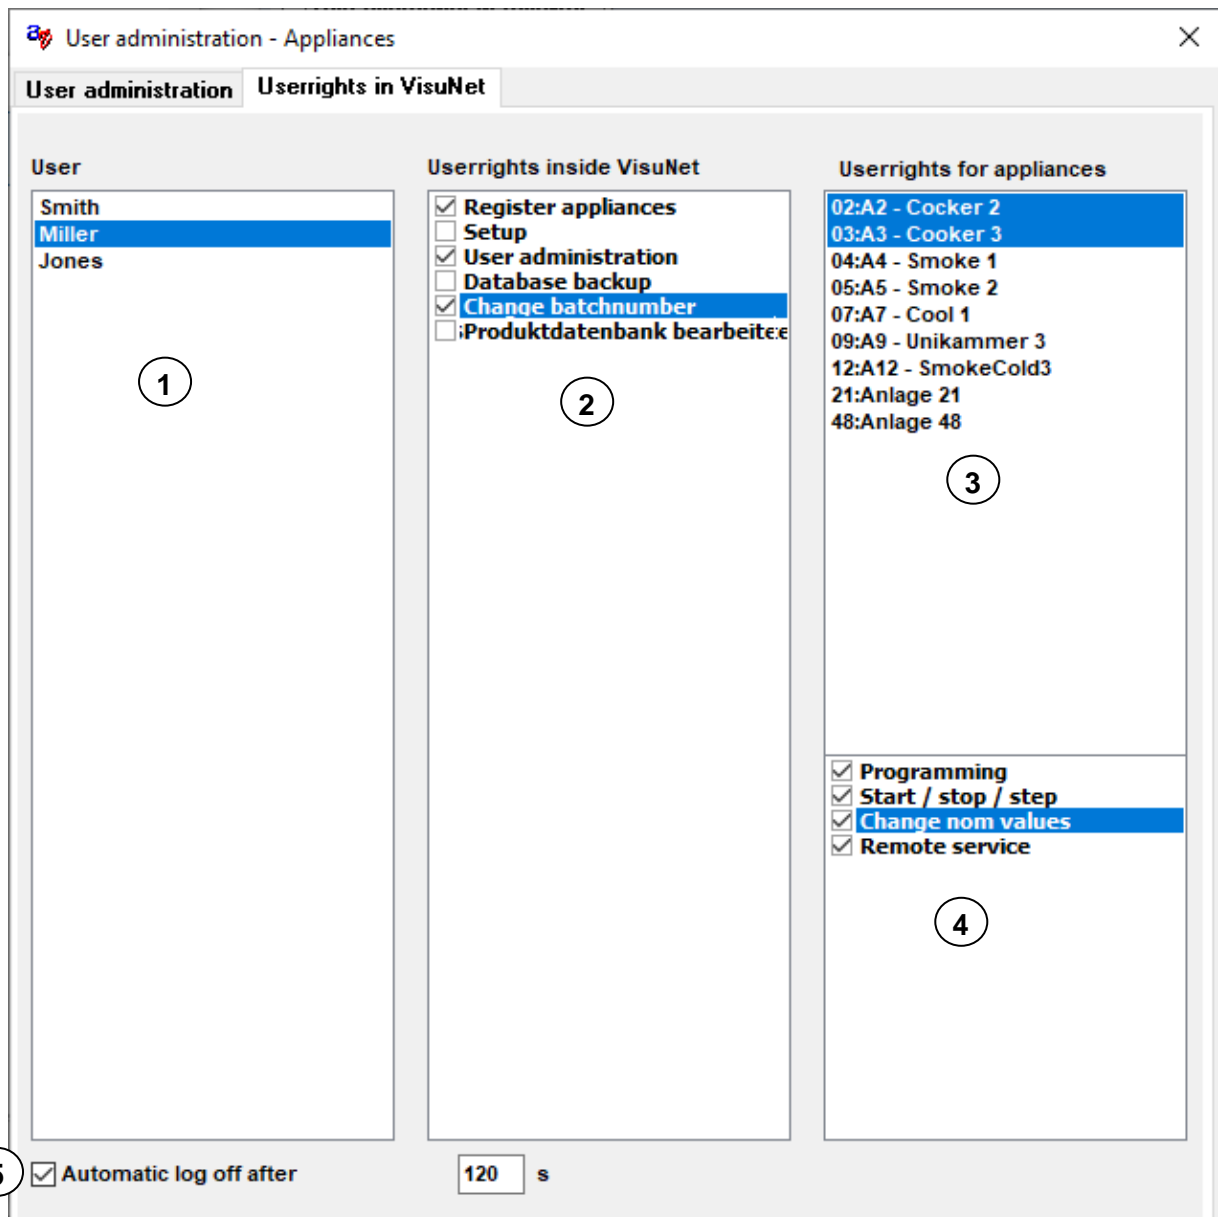 User administration - Appliances
User administration
Userrights in VisuNet
User
Smith
Miller
Jones
1
Userrights inside VisuNet
Register appliances
Setup
User administration
Database backup
Change batchnumber
Produktdatenbank bearbeite
2
Userrights for appliances
02:A2 - Cocker 2
03:A3 - Cooker 3
04:A4 - Smoke 1
05:A5 - Smoke 2
07:A7 - Cool 1
09:A9 - Unikammer 3
12:A12 - SmokeCold3
21:Anlage 21
48:Anlage 48
3
Programming
Start / stop / step
Change nom values
Remote service
4
5
Automatic log off after 120 s